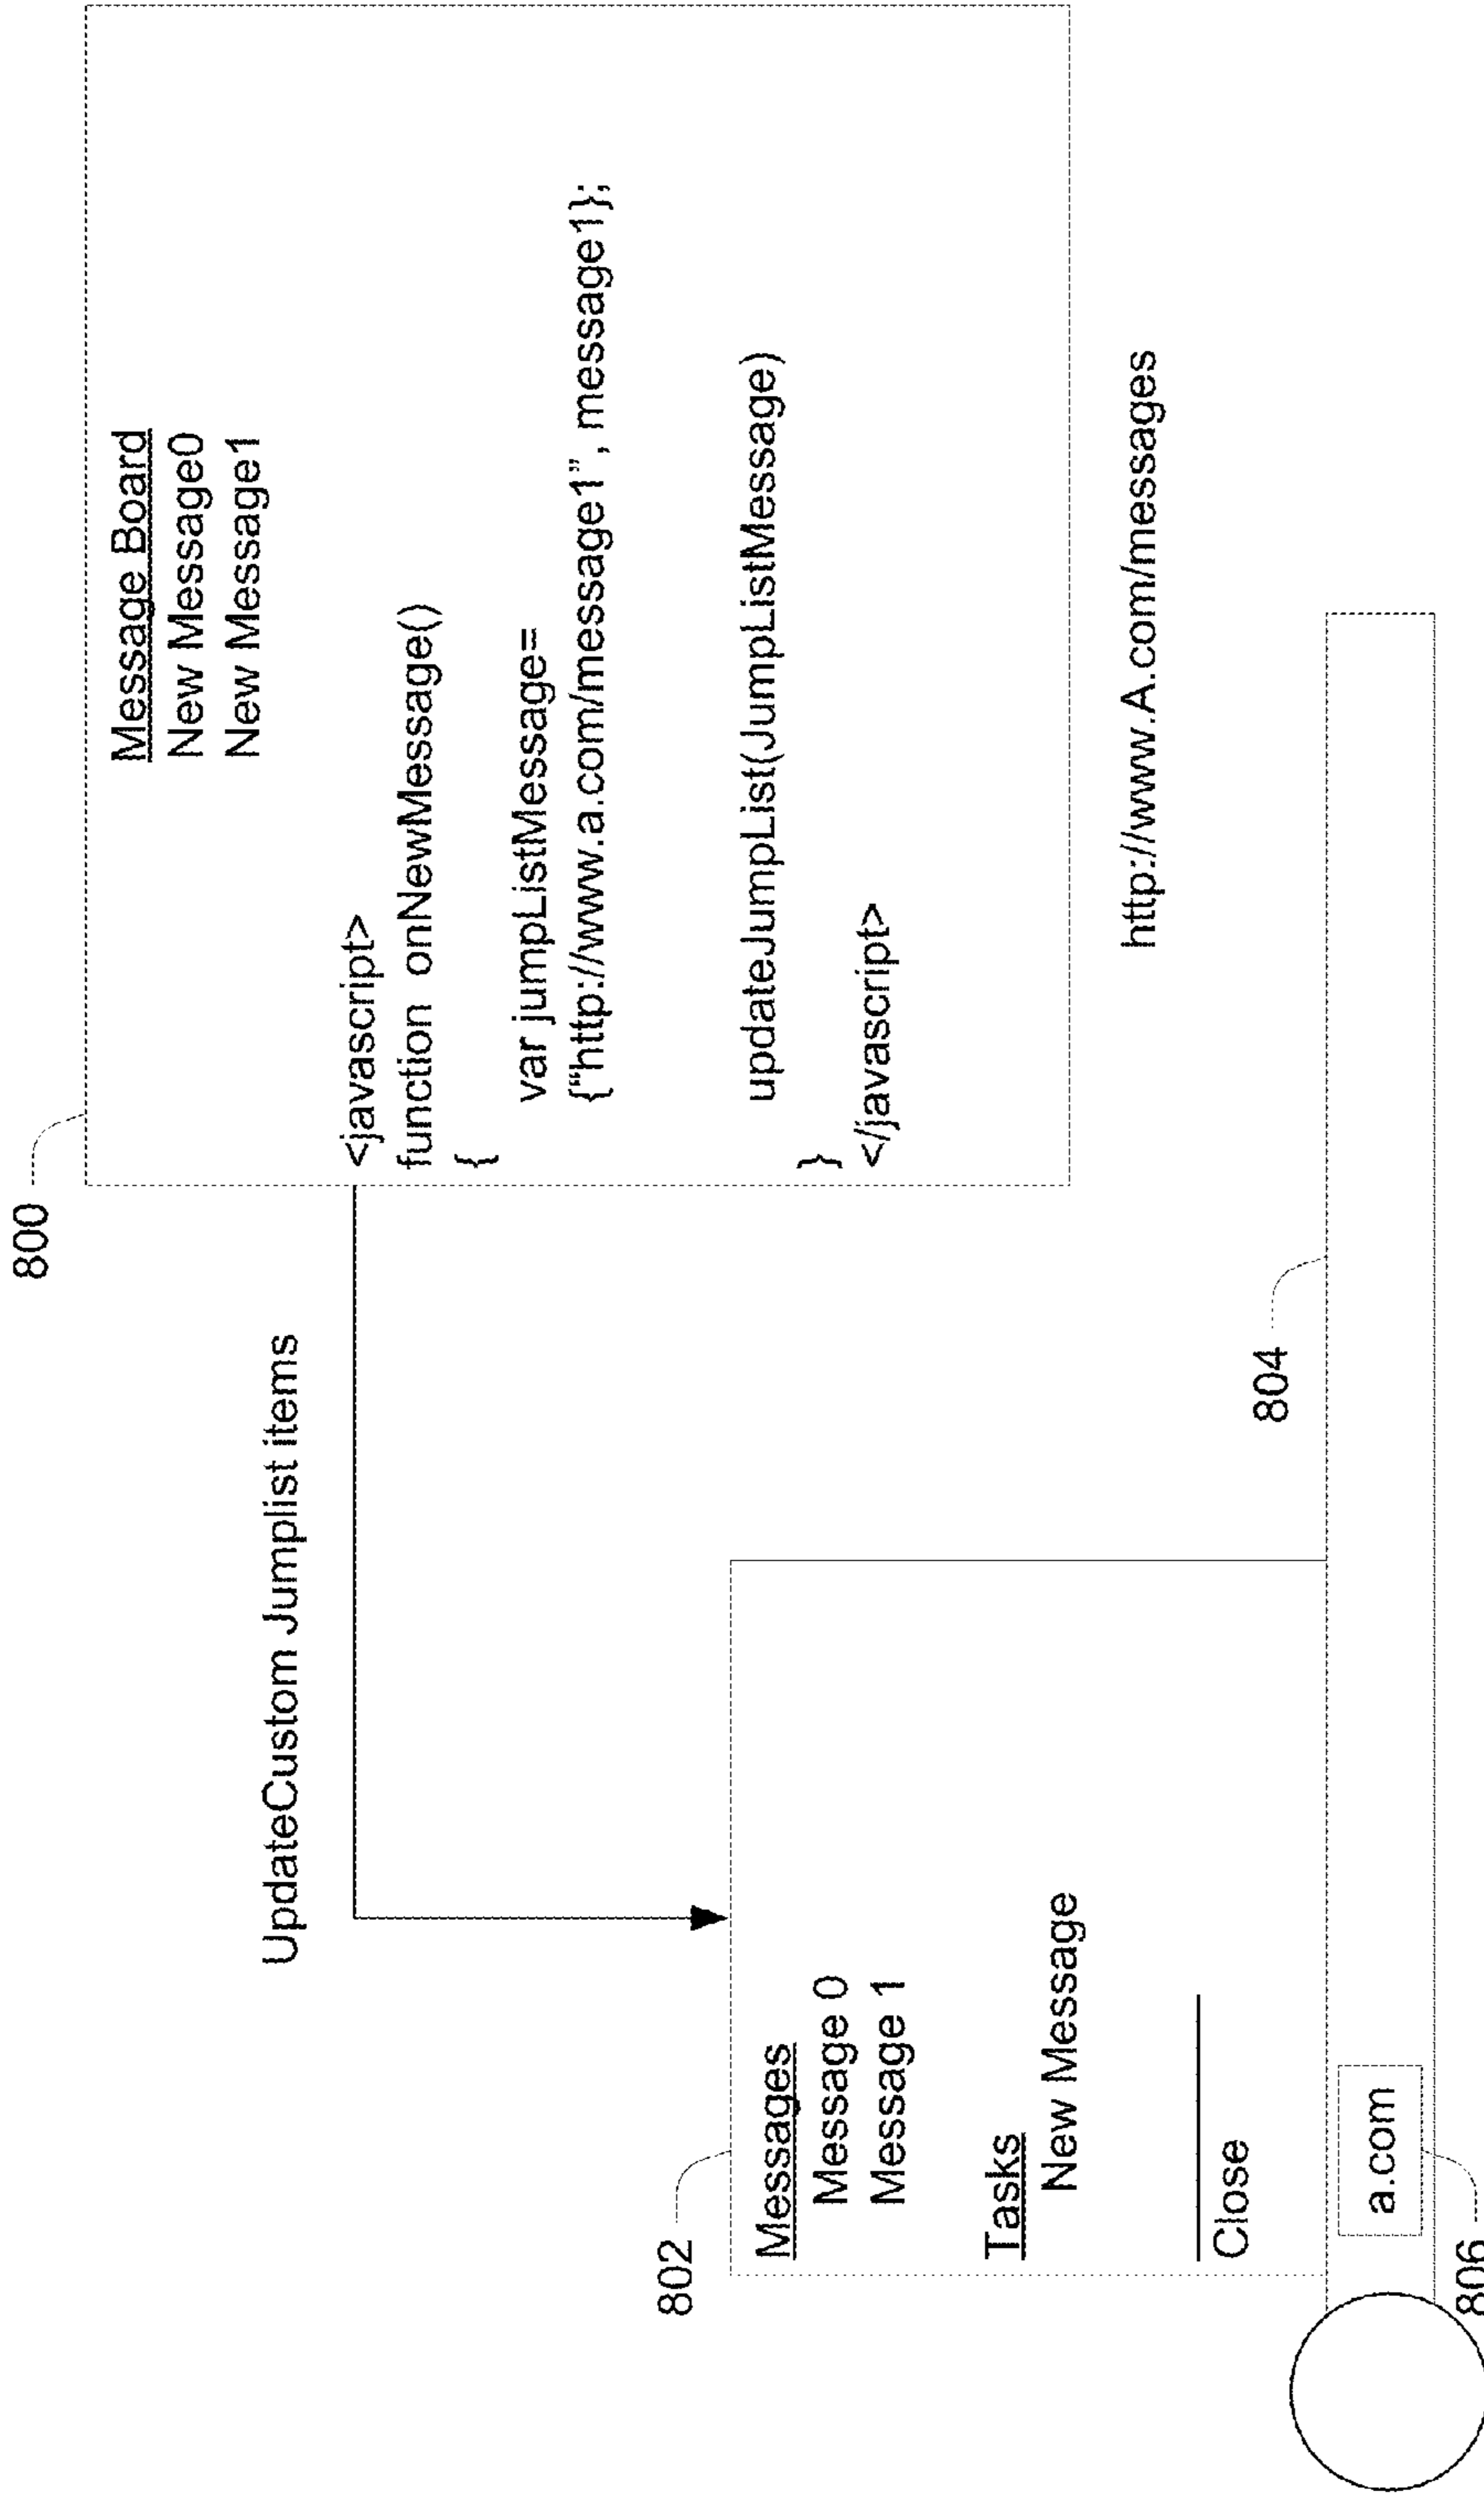 800
Message Board
New Message0
New Message1
<javascript>
function onNewMessage()
{
var jumpListMessage=
{"http://www.a.com/message1", message1};
updateJumpList(JumpListMessage)
}
</javascript>
http://www.A.com/messages
UpdateCustom Jumplist items
802
Messages
Message 0
Message 1
Tasks
New Message
Close
804
a.com
806